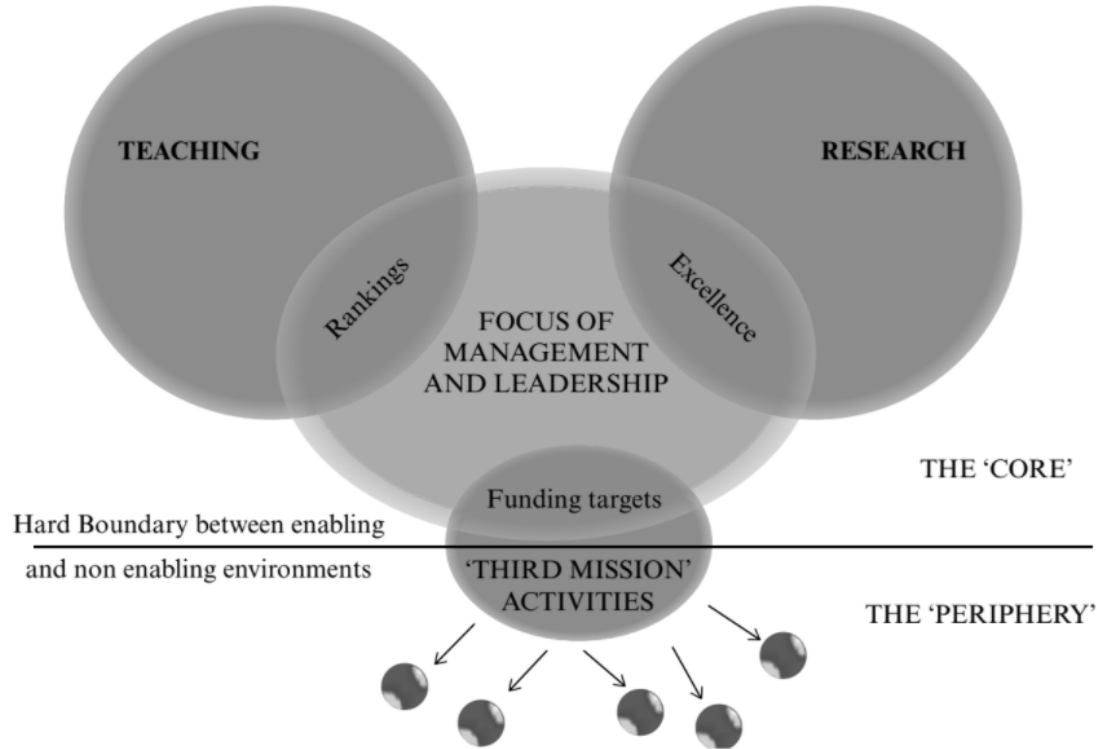 TEACHING
RESEARCH
Rankings
Excellence
FOCUS OF
MANAGEMENT
AND LEADERSHIP
THE ‘CORE’
Funding targets
Hard Boundary between enabling
and non enabling environments
‘THIRD MISSION’
ACTIVITIES
THE ‘PERIPHERY’